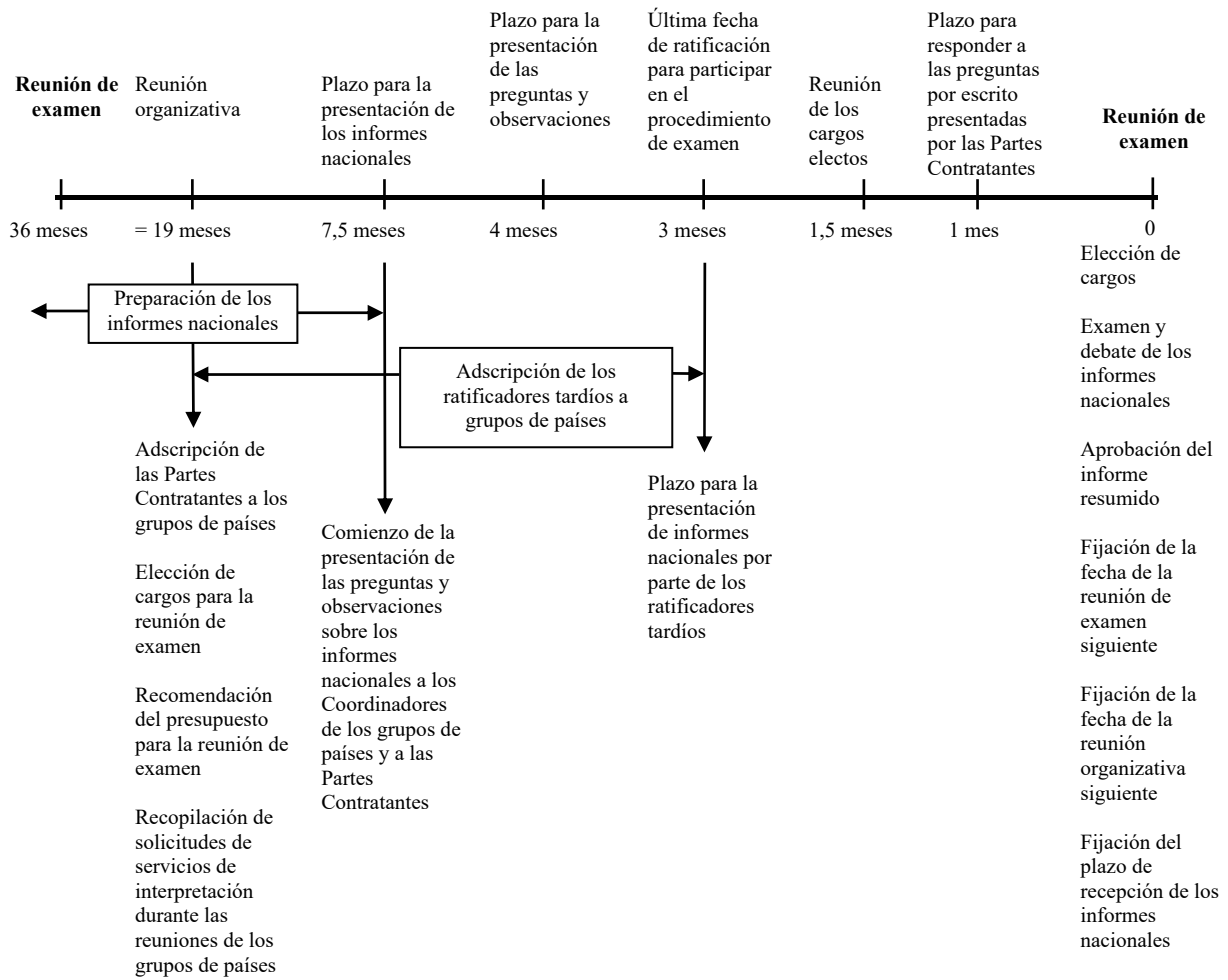 Reunión de
examen
Reunión
organizativa
Plazo para la
presentación de
los informes
nacionales
Plazo para la
presentación
de las
preguntas y
observaciones
Última fecha
de ratificación
para participar
en el
procedimiento
de examen
Reunión
de los
cargos
electos
Plazo para
responder a
las preguntas
por escrito
presentadas
por las Partes
Contratantes
Reunión de
examen
36 meses
= 19 meses
7,5 meses
4 meses
3 meses
1,5 meses
1 mes
0
Preparación de los
informes nacionales
Adscripción de los
ratificadores tardíos a
grupos de países
Adscripción de
las Partes
Contratantes a los
grupos de países
Elección de
cargos para la
reunión de
examen
Recomendación
del presupuesto
para la reunión de
examen
Recopilación de
solicitudes de
servicios de
interpretación
durante las
reuniones de los
grupos de países
Comienzo de la
presentación de
las preguntas y
observaciones
sobre los
informes
nacionales a los
Coordinadores
de los grupos de
países y a las
Partes
Contratantes
Plazo para la
presentación
de informes
nacionales por
parte de los
ratificadores
tardíos
Elección de
cargos
Examen y
debate de los
informes
nacionales
Aprobación del
informe
resumido
Fijación de la
fecha de la
reunión de
examen
siguiente
Fijación de la
fecha de la
reunión
organizativa
siguiente
Fijación del
plazo de
recepción de los
informes
nacionales